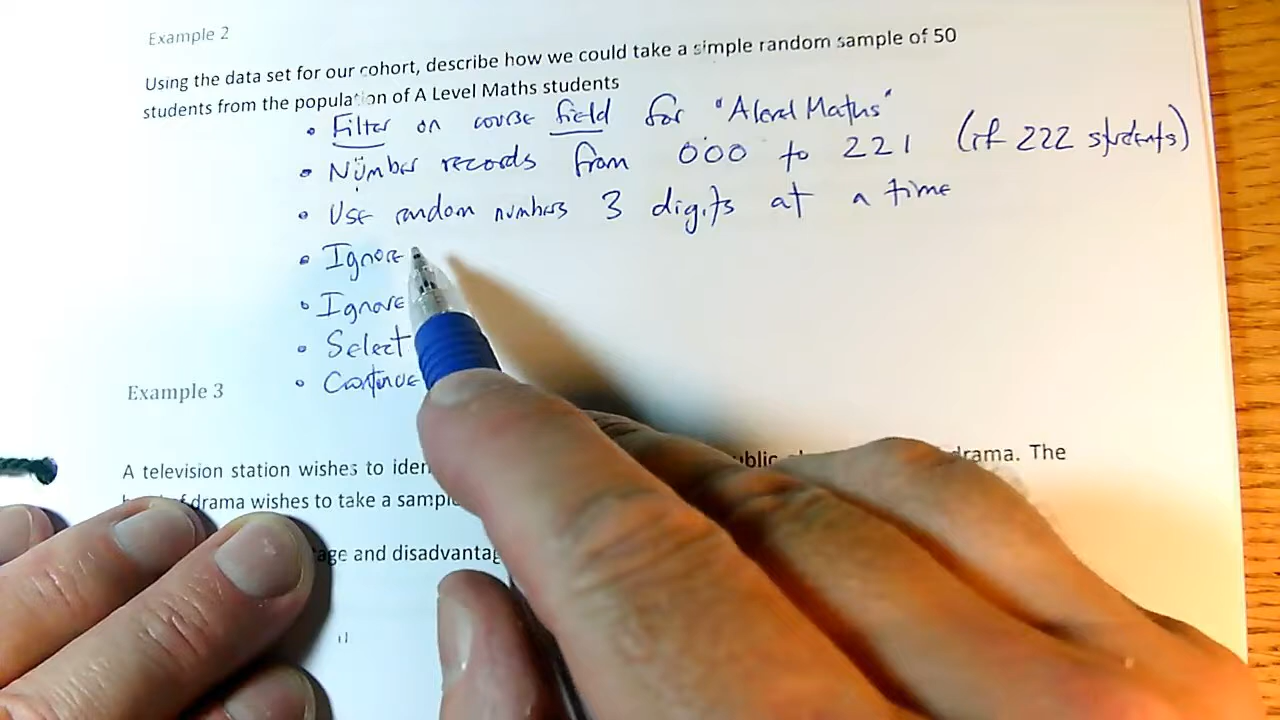 Example 2
Using the data set for our cohort, describe how we could take a simple random sample of 50
students from the population of A Level Maths students
• Filter on course field for "A level Maths"
• Number records from 000 to 221 (if 222 students)
• Use random numbers 3 digits at a time
• Ignore
• Ignore
• Select
• Continue
Example 3
A television station wishes to iden drama. The
drama wishes to take a sample
and disadvantag